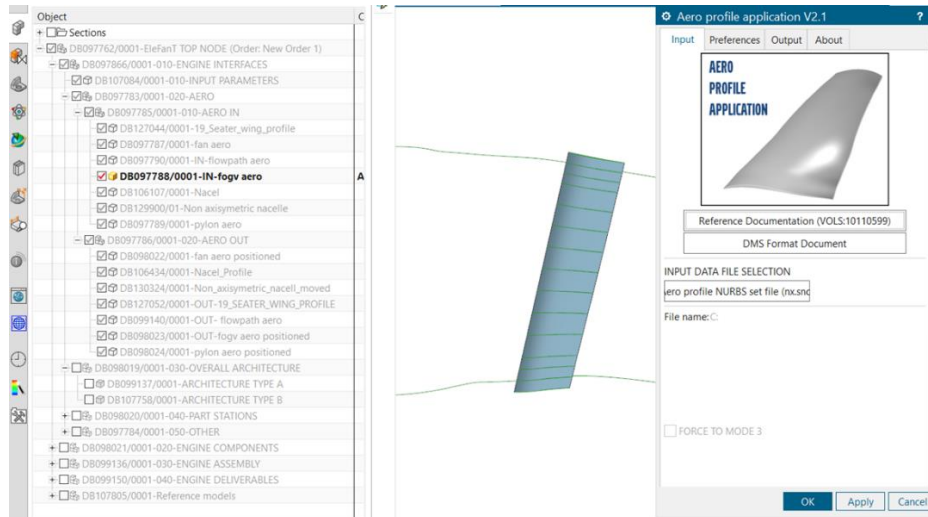 Object
C
Sections
DB097762/0001-EleFanT TOP NODE (Order: New Order 1)
DB097866/0001-010-ENGINE INTERFACES
DB107084/0001-010-INPUT PARAMETERS
DB097783/0001-020-AERO
DB097785/0001-010-AERO IN
DB127044/0001-19_Seater_wing_profile
DB097787/0001-fan aero
DB097790/0001-IN-flowpath aero
DB097788/0001-IN-fogv aero
A
DB106107/0001-Nacel
DB129900/01-Non axisymetric nacelle
DB097789/0001-pylon aero
DB097786/0001-020-AERO OUT
DB098022/0001-fan aero positioned
DB106434/0001-Nacel_Profile
DB130324/0001-Non_axisymetric_nacell_moved
DB127052/0001-OUT-19_SEATER_WING_PROFILE
DB099140/0001-OUT- flowpath aero
DB098023/0001-OUT-fogv aero positioned
DB098024/0001-pylon aero positioned
DB098019/0001-030-OVERALL ARCHITECTURE
DB099137/0001-ARCHITECTURE TYPE A
DB107758/0001-ARCHITECTURE TYPE B
DB098020/0001-040-PART STATIONS
DB097784/0001-050-OTHER
DB098021/0001-020-ENGINE COMPONENTS
DB099136/0001-030-ENGINE ASSEMBLY
DB099150/0001-040-ENGINE DELIVERABLES
DB107805/0001-Reference models
Aero profile application V2.1 ?
Input Preferences Output About
AERO
PROFILE
APPLICATION
Reference Documentation (VOLS:10110599)
DMS Format Document
INPUT DATA FILE SELECTION
ero profile NURBS set file (nx.snc
File name: C:
FORCE TO MODE 3
OK Apply Cancel